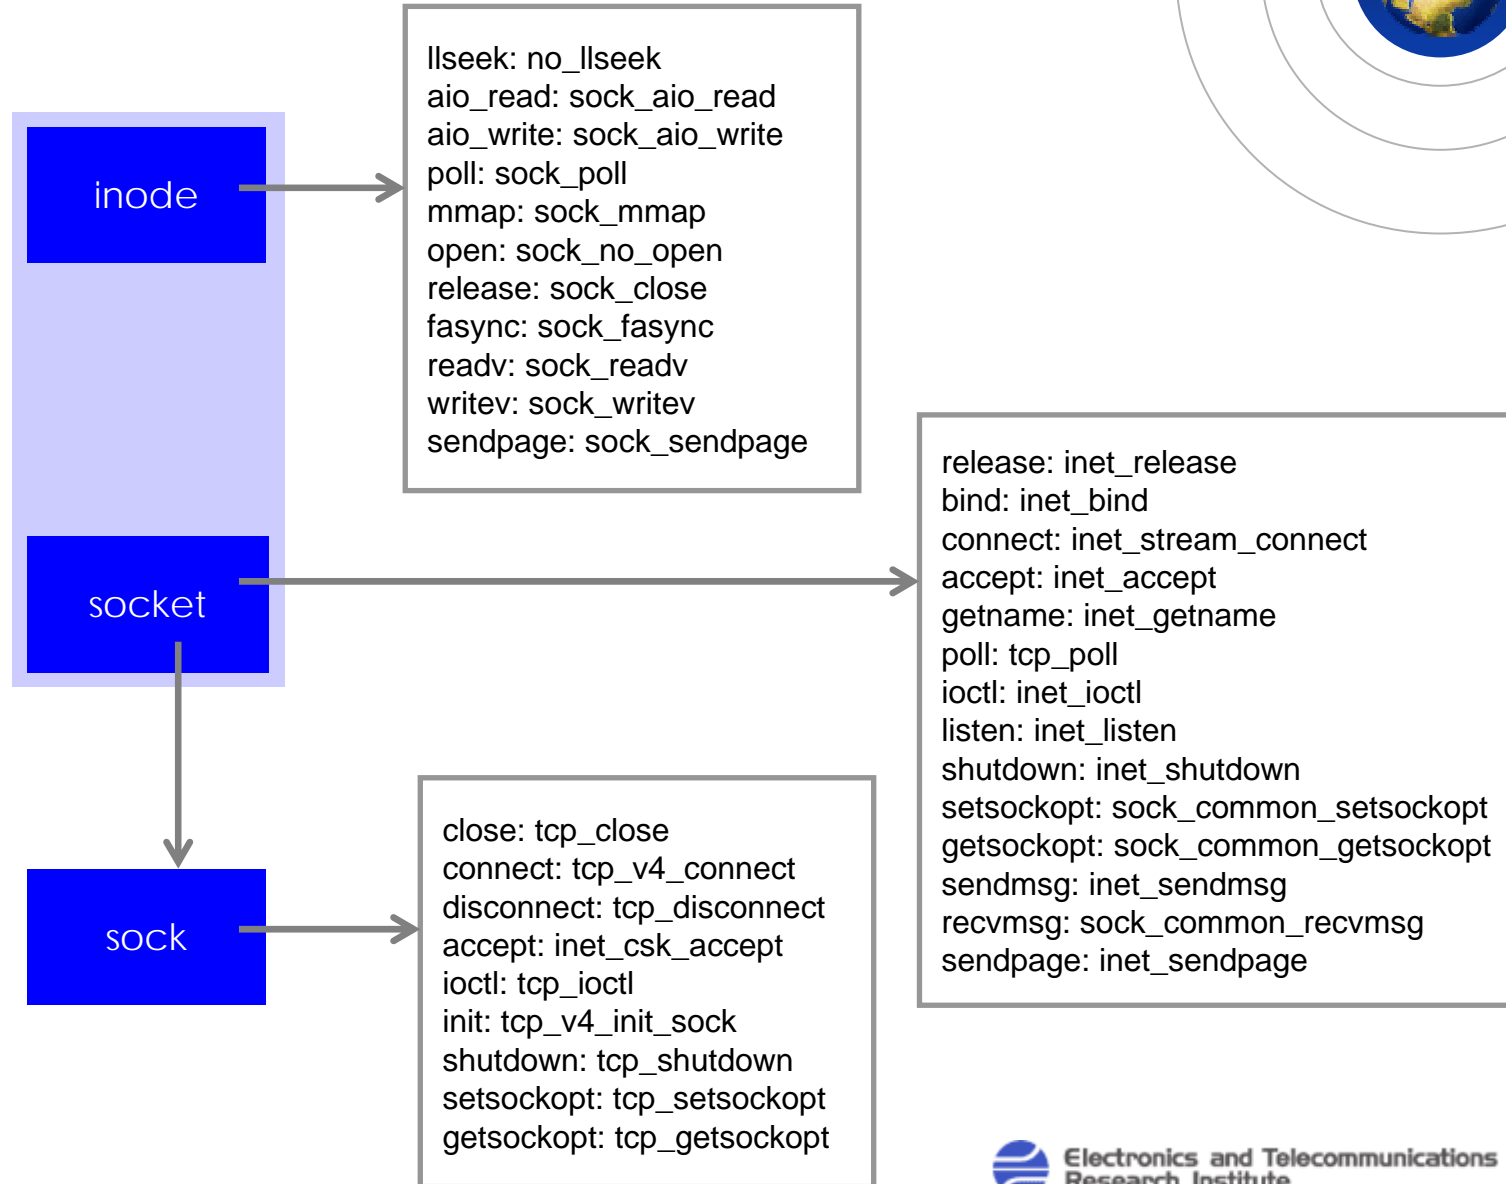 inode
llseek: no_llseek
aio_read: sock_aio_read
aio_write: sock_aio_write
poll: sock_poll
mmap: sock_mmap
open: sock_no_open
release: sock_close
fasync: sock_fasync
readv: sock_readv
writev: sock_writev
sendpage: sock_sendpage
socket
release: inet_release
bind: inet_bind
connect: inet_stream_connect
accept: inet_accept
getname: inet_getname
poll: tcp_poll
ioctl: inet_ioctl
listen: inet_listen
shutdown: inet_shutdown
setsockopt: sock_common_setsockopt
getsockopt: sock_common_getsockopt
sendmsg: inet_sendmsg
recvmsg: sock_common_recvmsg
sendpage: inet_sendpage
sock
close: tcp_close
connect: tcp_v4_connect
disconnect: tcp_disconnect
accept: inet_csk_accept
ioctl: tcp_ioctl
init: tcp_v4_init_sock
shutdown: tcp_shutdown
setsockopt: tcp_setsockopt
getsockopt: tcp_getsockopt
Electronics and Telecommunications
Research Institute